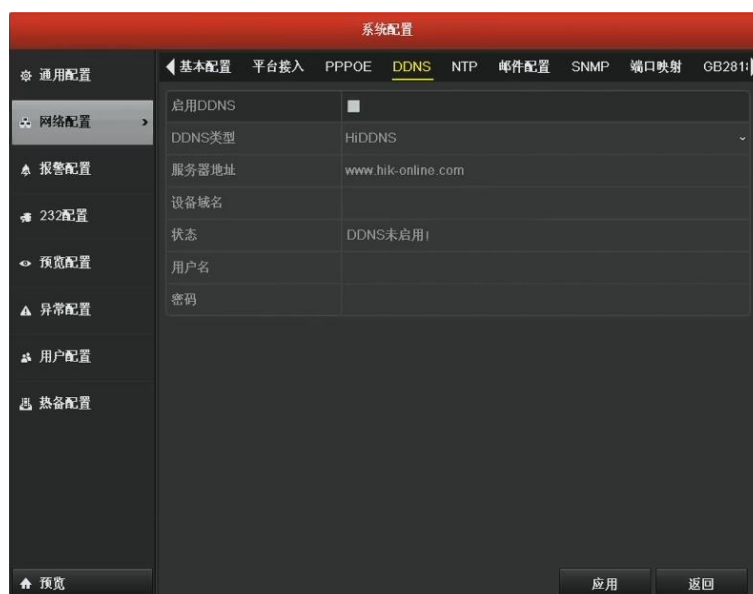 系统配置
通用配置
网络配置
报警配置
232配置
预览配置
异常配置
用户配置
热备配置
预览
基本配置 平台接入 PPPOE DDNS NTP 邮件配置 SNMP 端口映射 GB281
启用DDNS
DDNS类型 HiDDNS
服务器地址 www.hik-online.com
设备域名
状态 DDNS未启用!
用户名
密码
应用 返回